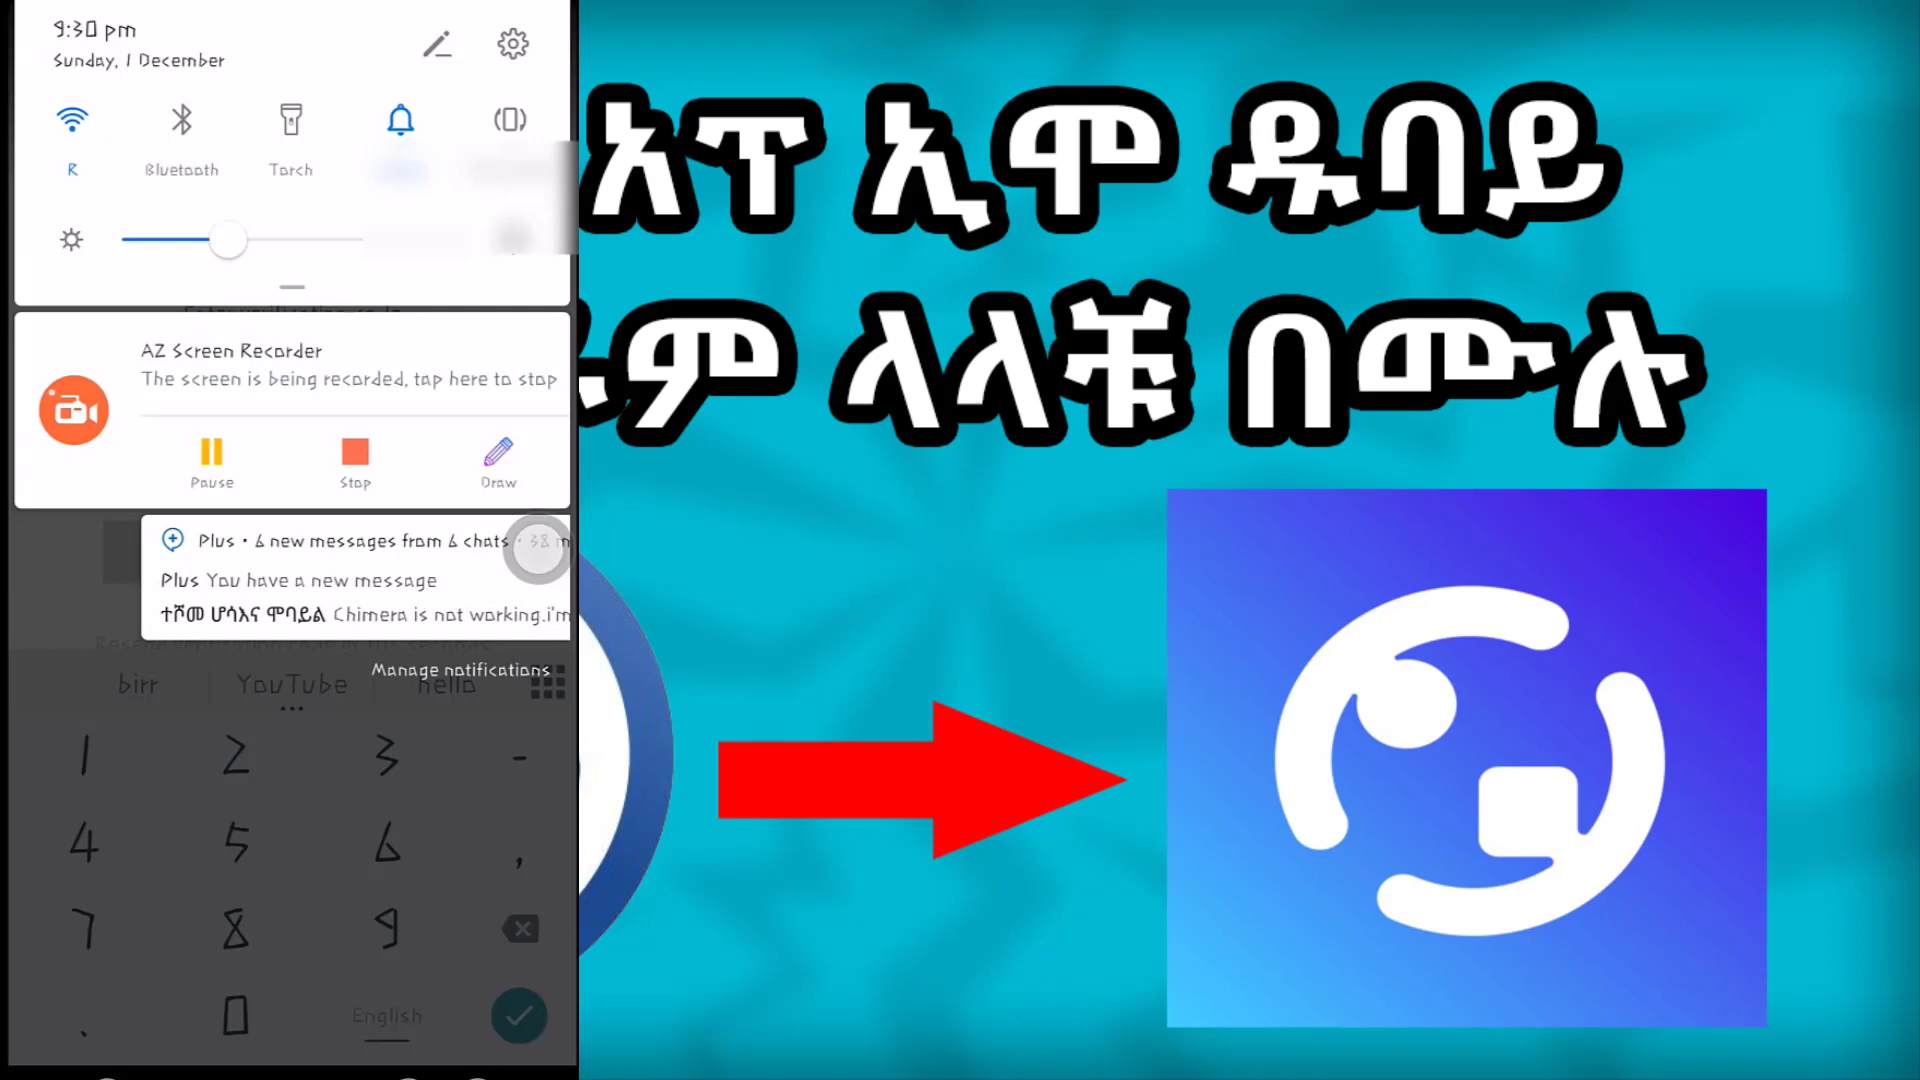 9:30 pm
Sunday, 1 December
R
Bluetooth
Torch
AZ Screen Recorder
The screen is being recorded, tap here to stop
Pause
Stop
Draw
Plus • 6 new messages from 6 chats • 38 m
Plus You have a new message
ተሾመ ሆሳእና ሞባይል Chimera is not working.i'm
Manage notifications
birr
YouTube
hello
1 2 3 -
4 5 6 ,
7 8 9
. 0 English
አፕ ኢሞ ዱባይ
ም ላላቹ በሙሉ